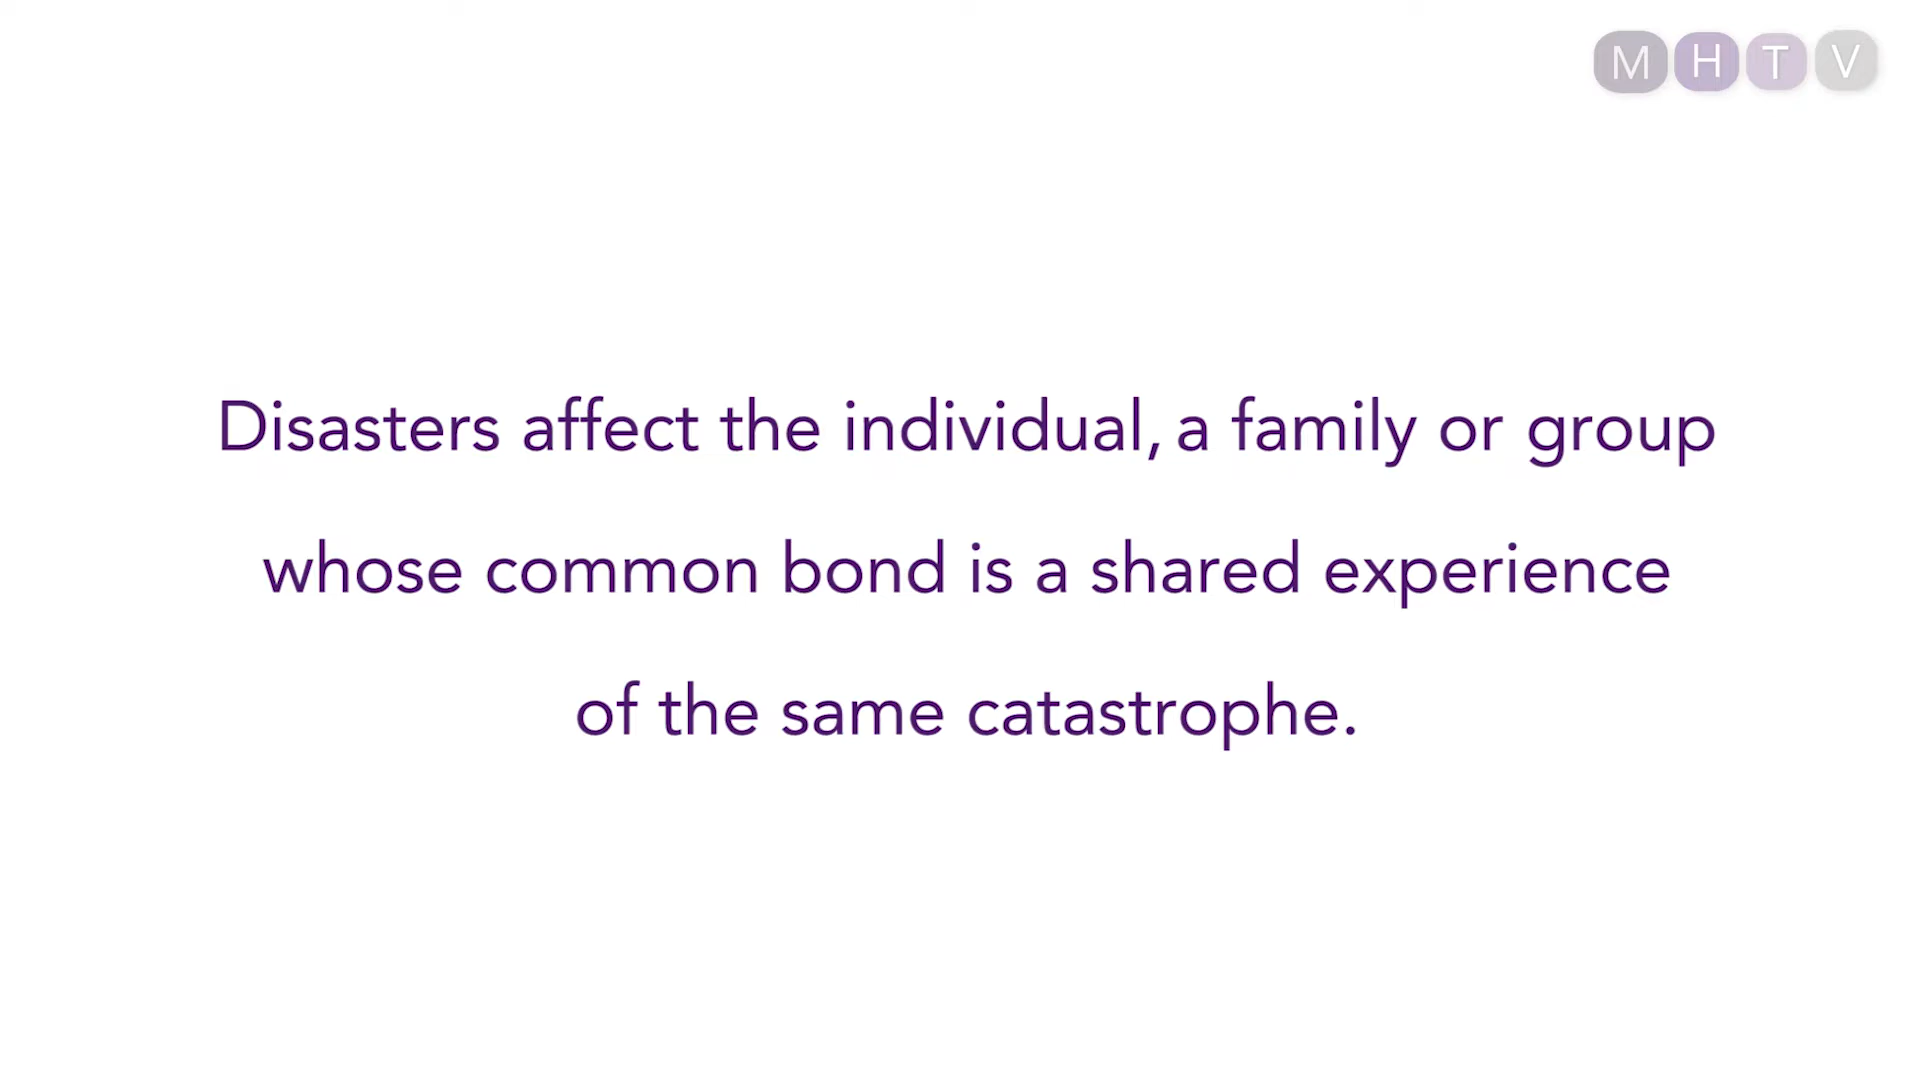 M H T V
Disasters affect the individual, a family or group
whose common bond is a shared experience
of the same catastrophe.